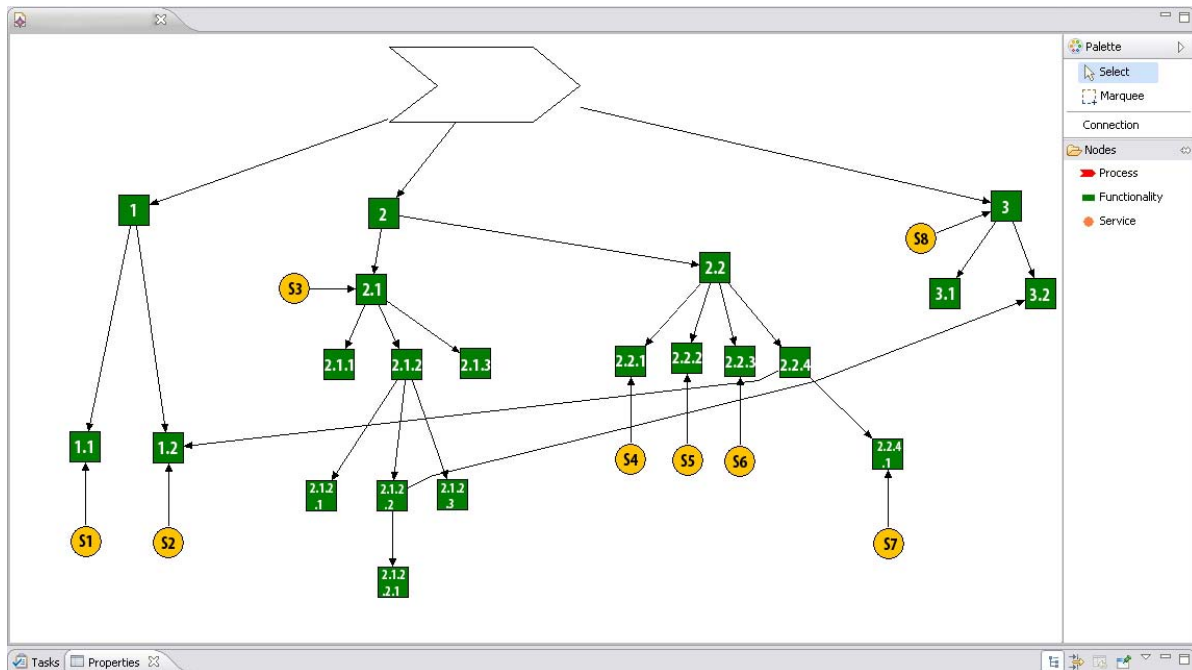 Palette
Select
Marquee
Connection
Nodes
Process
Functionality
Service
1
2
3
S8
2.2
S3
2.1
3.1
3.2
2.1.1
2.1.2
2.1.3
2.2.1
2.2.2
2.2.3
2.2.4
1.1
1.2
S4
S5
S6
2.2.4
.1
2.1.2
.1
2.1.2
.2
2.1.2
.3
S1
S2
S7
2.1.2
.2.1
Tasks
Properties